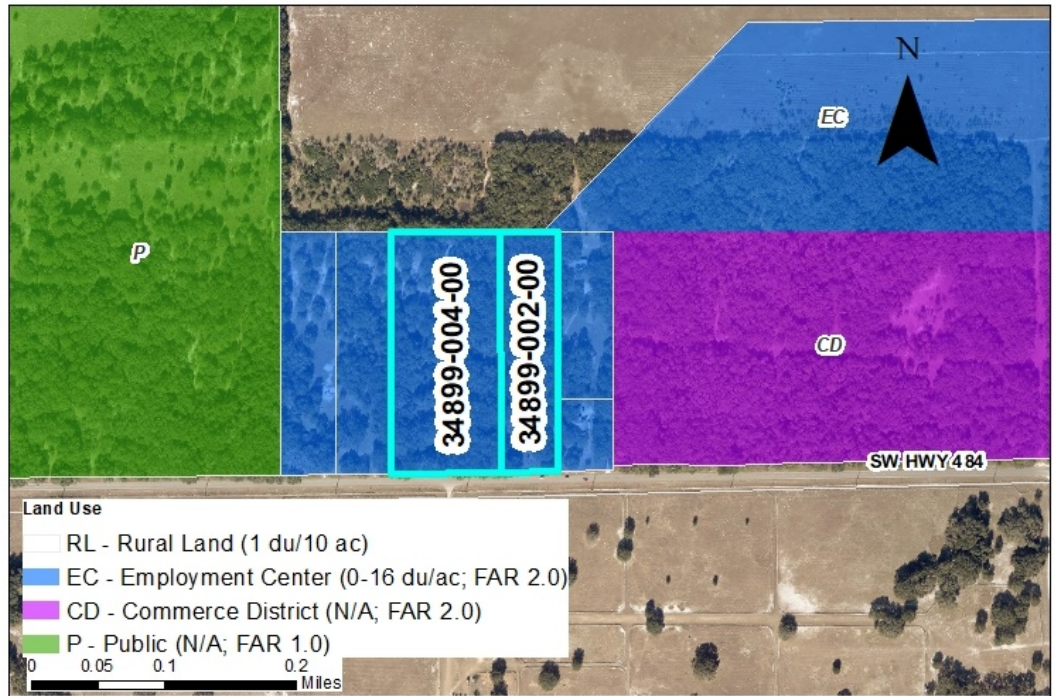 N
EC
P
34899-004-00
34899-002-00
CD
SW HWY 484
Land Use
RL - Rural Land (1 du/10 ac)
EC - Employment Center (0-16 du/ac; FAR 2.0)
CD - Commerce District (N/A; FAR 2.0)
P - Public (N/A; FAR 1.0)
0 0.05 0.1 0.2
Miles